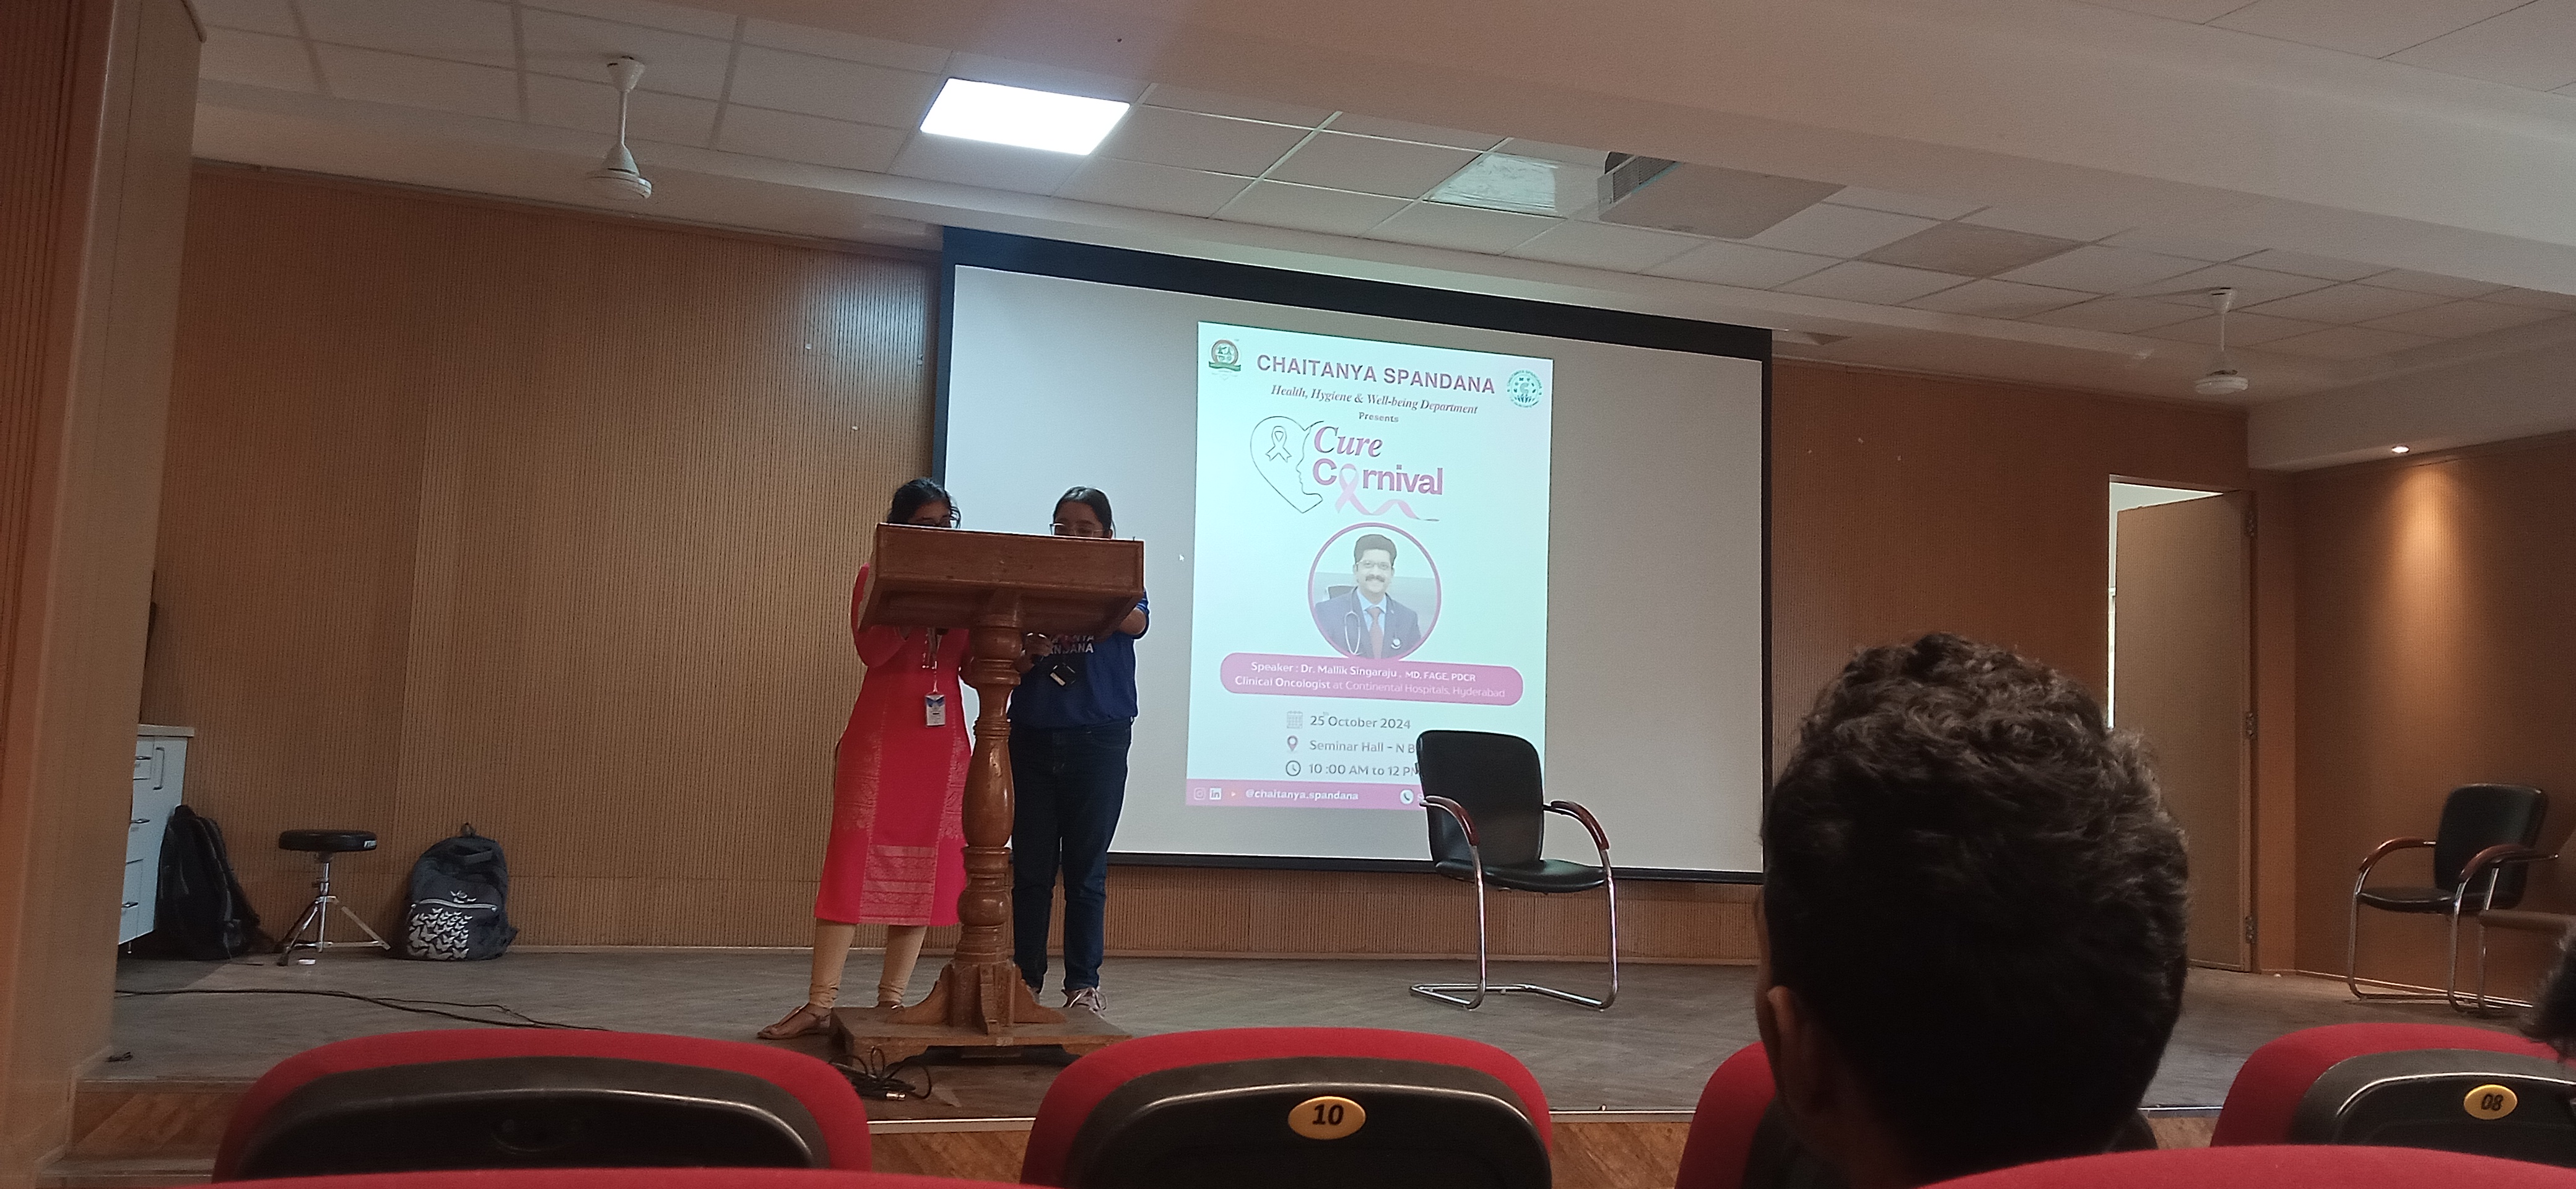 CHAITANYA SPANDANA
Health, Hygiene & Well-being Department
Presents
Cure
Carnival
Speaker : Dr. Mallik Singaraju , MD, FAGE, PDCR
Clinical Oncologist at Continental Hospitals, Hyderabad
25 October 2024
Seminar Hall - N B
10 :00 AM to 12 PM
@chaitanya.spandana
10
08